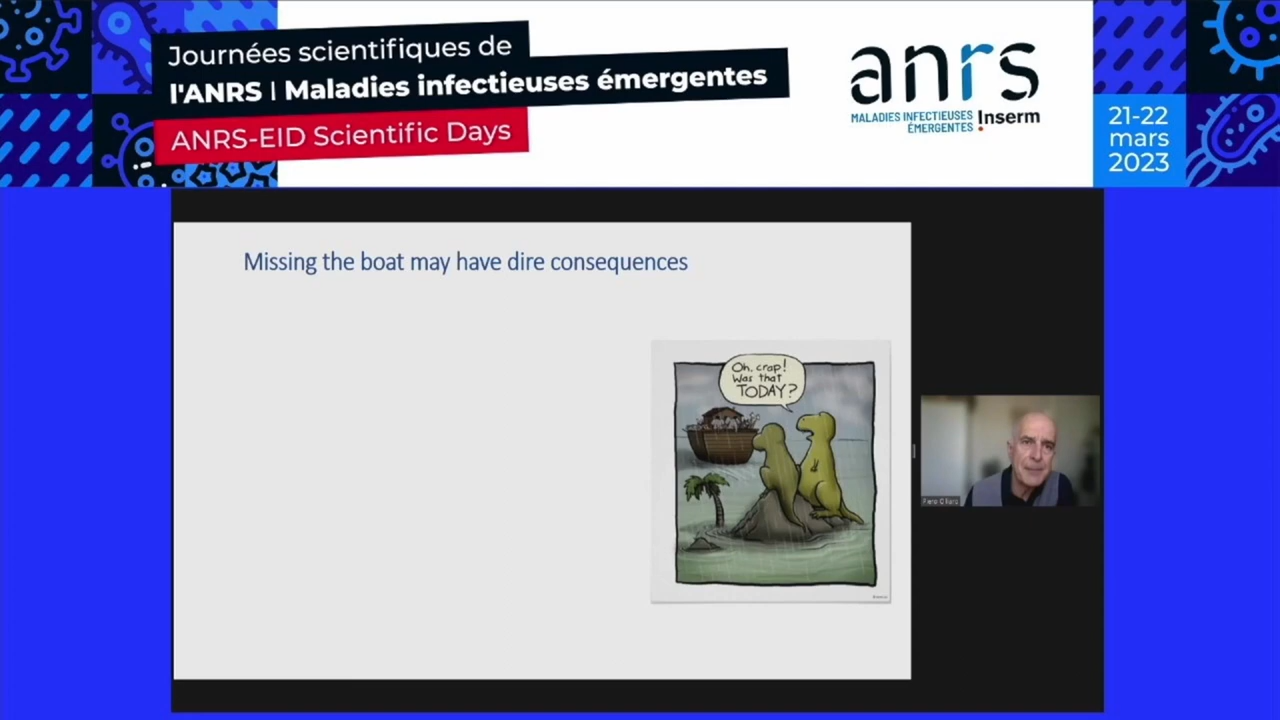 Journées scientifiques de
l'ANRS | Maladies infectieuses émergentes
ANRS-EID Scientific Days
anrs
MALADIES INFECTIEUSES
ÉMERGENTES
Inserm
21-22
mars
2023
Missing the boat may have dire consequences
Oh, crap!
Was that
TODAY?